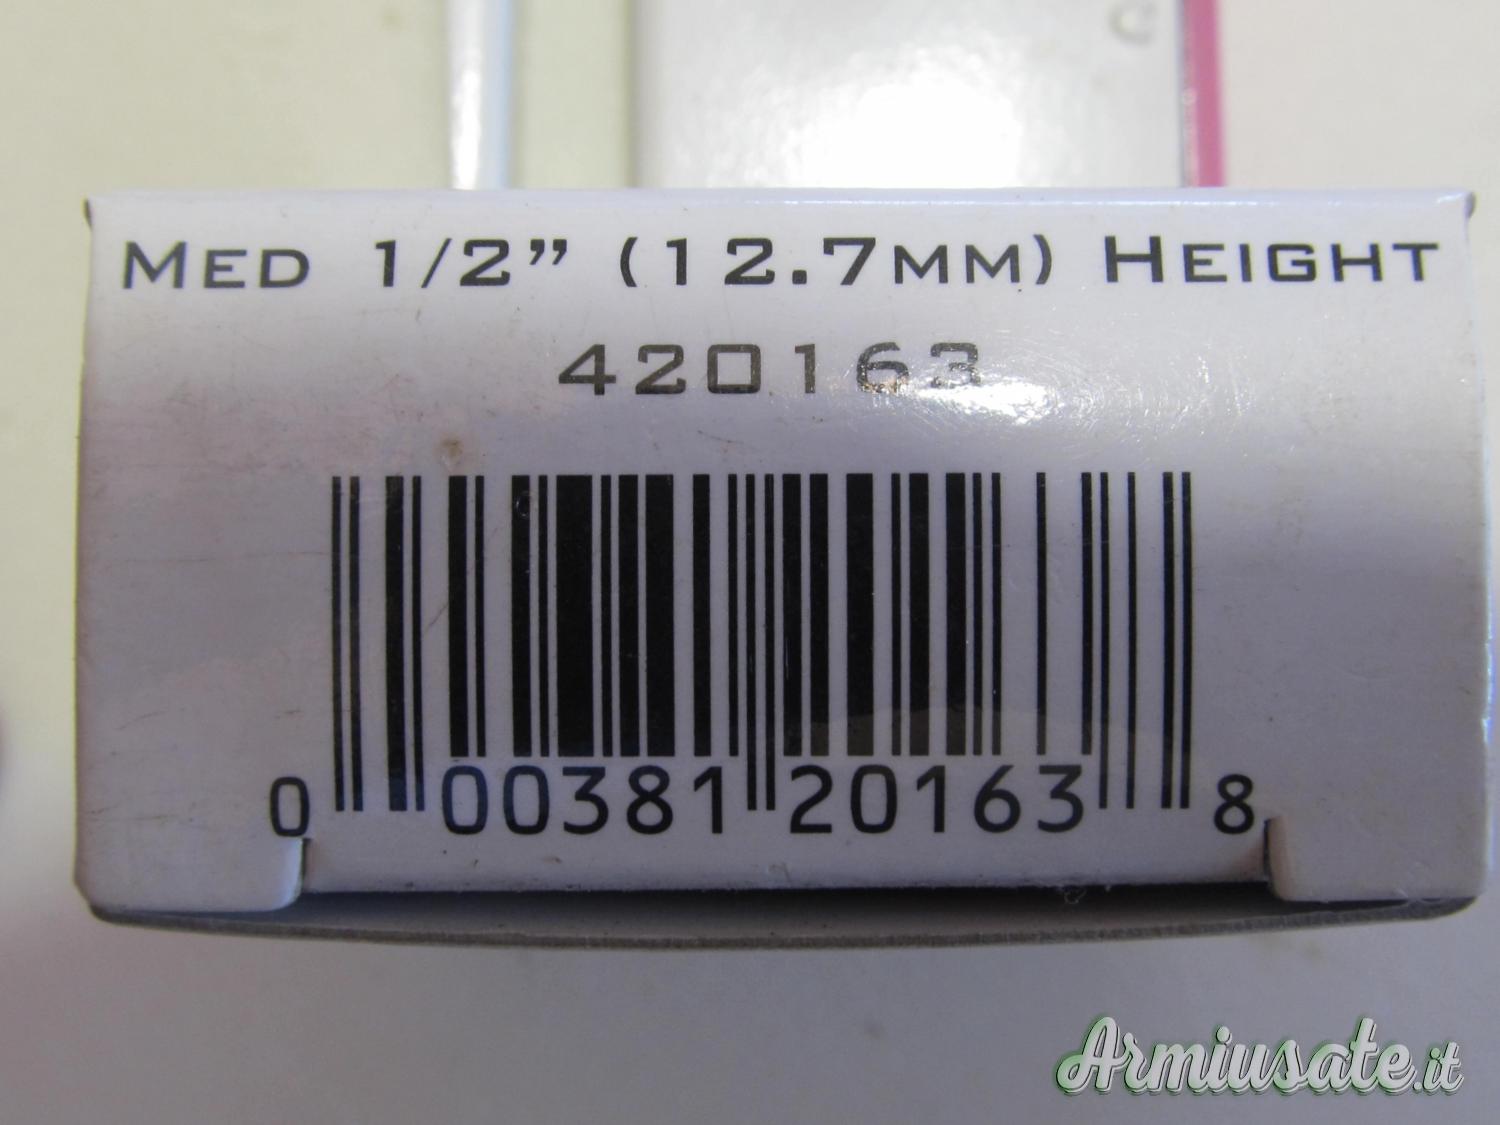 MED 1/2” (12.7MM) HEIGHT
420163
0 00381 20163 8
Armiusate.it